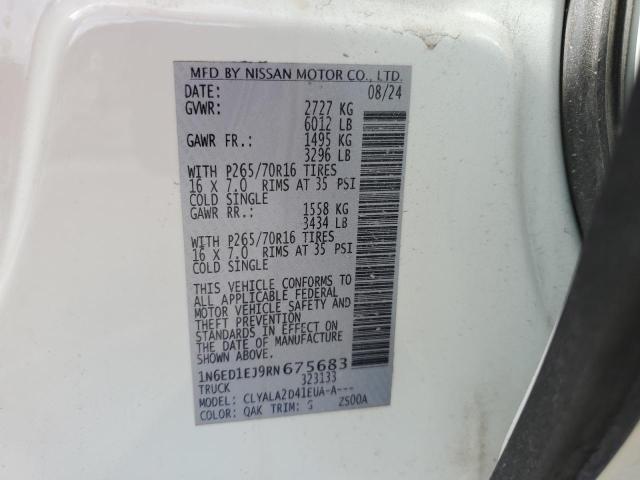 MFD BY NISSAN MOTOR CO., LTD.
DATE: 08/24
GVWR: 2727 KG
6012 LB
GAWR FR.: 1495 KG
3296 LB
WITH P265/70R16 TIRES
16 X 7.0 RIMS AT 35 PSI
COLD SINGLE
GAWR RR.: 1558 KG
3434 LB
WITH P265/70R16 TIRES
16 X 7.0 RIMS AT 35 PSI
COLD SINGLE
THIS VEHICLE CONFORMS TO
ALL APPLICABLE FEDERAL
MOTOR VEHICLE SAFETY AND
THEFT PREVENTION
STANDARDS IN EFFECT ON
THE DATE OF MANUFACTURE
SHOWN ABOVE.
1N6ED1EJ9RN675683
TRUCK 323133
MODEL: CLYALA2D41EUA-A---
COLOR: QAK TRIM: G 2500A